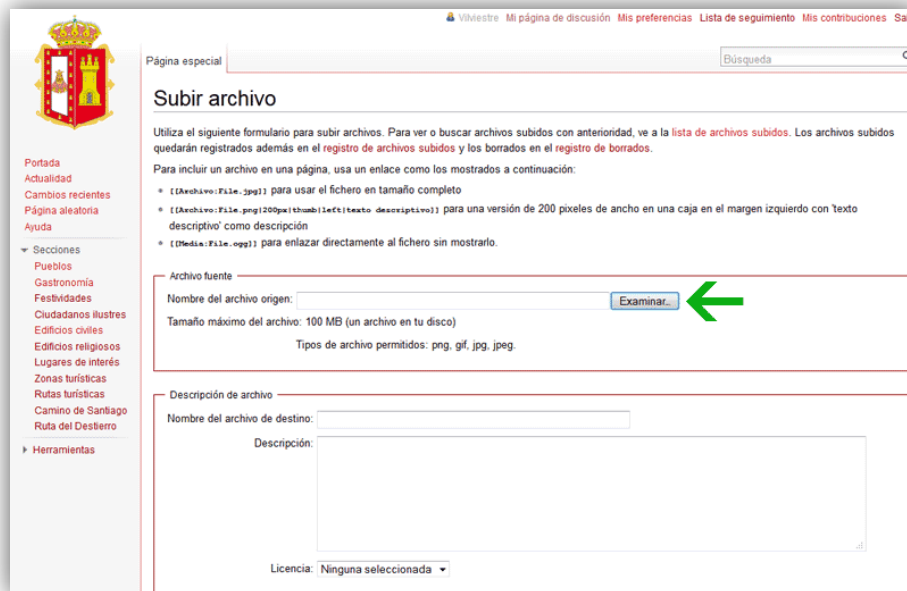 Vilviestre Mi página de discusión Mis preferencias Lista de seguimiento Mis contribuciones Sa
Página especial
Búsqueda
Subir archivo
Utiliza el siguiente formulario para subir archivos. Para ver o buscar archivos subidos con anterioridad, ve a la lista de archivos subidos. Los archivos subidos
quedarán registrados además en el registro de archivos subidos y los borrados en el registro de borrados.
Para incluir un archivo en una página, usa un enlace como los mostrados a continuación:
[[Archivo:File.jpg]] para usar el fichero en tamaño completo
[[Archivo:File.png|200px|thumb|left|texto descriptivo]] para una versión de 200 pixeles de ancho en una caja en el margen izquierdo con 'texto
descriptivo' como descripción
[[Media:File.ogg]] para enlazar directamente al fichero sin mostrarlo.
Portada
Actualidad
Cambios recientes
Página aleatoria
Ayuda
Secciones
Pueblos
Gastronomía
Festividades
Ciudadanos ilustres
Edificios civiles
Edificios religiosos
Lugares de interés
Zonas turísticas
Rutas turísticas
Camino de Santiago
Ruta del Destierro
Herramientas
Archivo fuente
Nombre del archivo origen: Examinar..
Tamaño máximo del archivo: 100 MB (un archivo en tu disco)
Tipos de archivo permitidos: png, gif, jpg, jpeg.
Descripción de archivo
Nombre del archivo de destino:
Descripción:
Licencia: Ninguna seleccionada